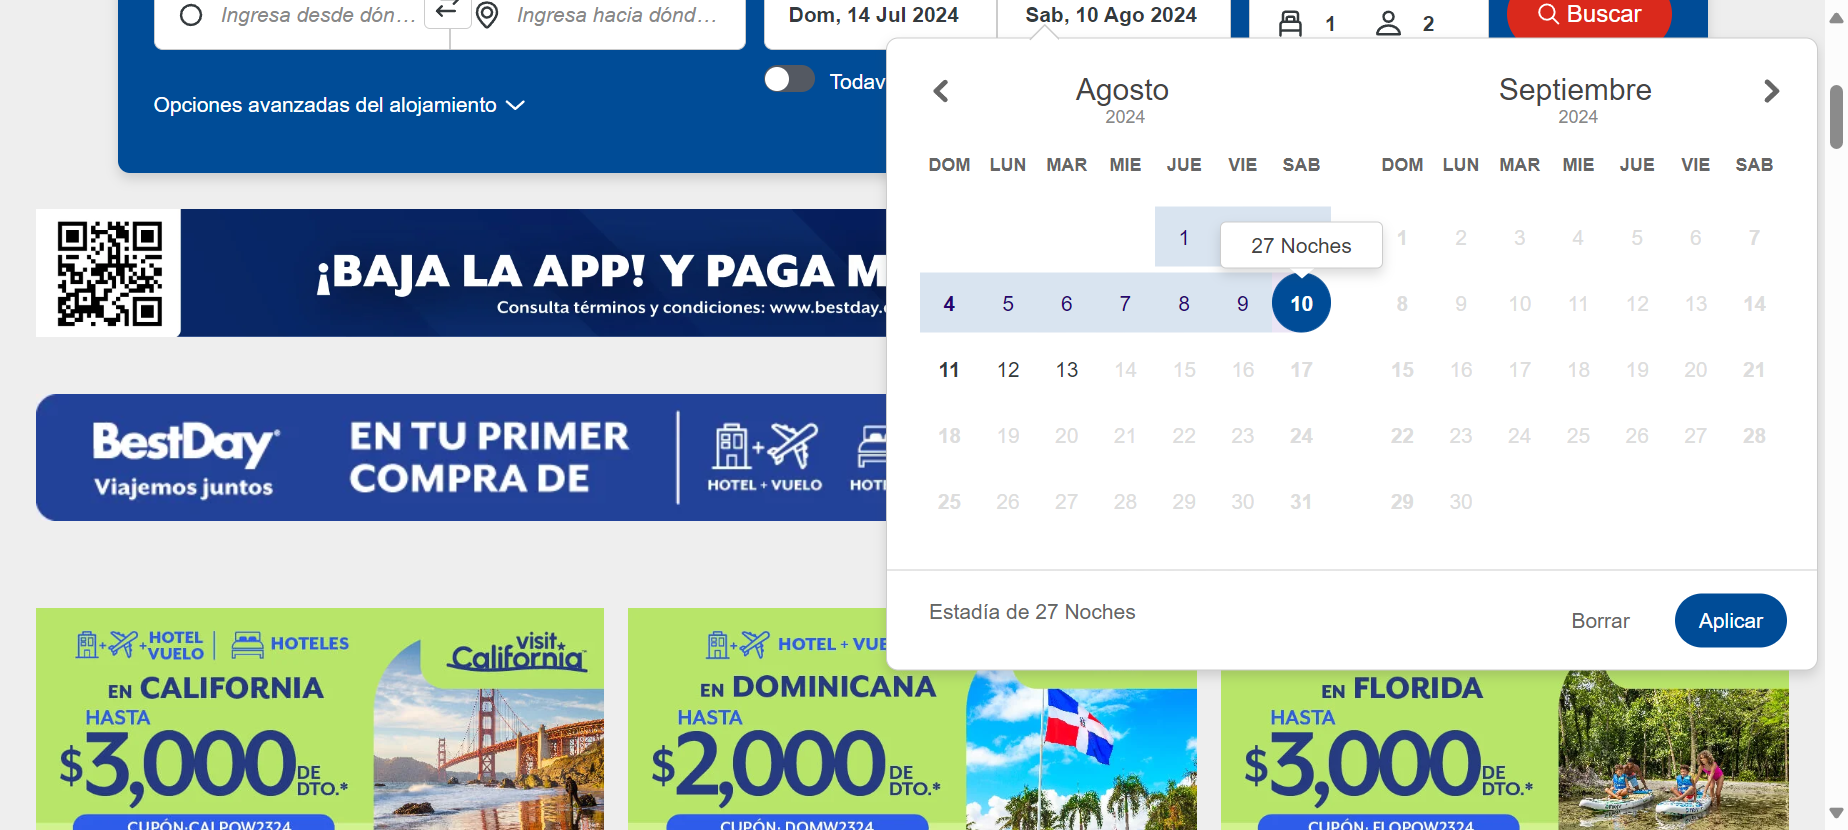 Ingresa desde dón...
Ingresa hacia dónd...
Dom, 14 Jul 2024
Sab, 10 Ago 2024
1
2
Buscar
Todav
Opciones avanzadas del alojamiento
Agosto
2024
DOM LUN MAR MIE JUE VIE SAB
1
27 Noches
4 5 6 7 8 9 10
11 12 13 14 15 16 17
18 19 20 21 22 23 24
25 26 27 28 29 30 31
Septiembre
2024
DOM LUN MAR MIE JUE VIE SAB
1 2 3 4 5 6 7
8 9 10 11 12 13 14
15 16 17 18 19 20 21
22 23 24 25 26 27 28
29 30
Estadía de 27 Noches
Borrar
Aplicar
¡BAJA LA APP! Y PAGA M
Consulta términos y condiciones: www.bestday.
BestDay
Viajemos juntos
EN TU PRIMER
COMPRA DE
HOTEL + VUELO
HOT
HOTEL
+VUELO
HOTELES
visit
California
EN CALIFORNIA
HASTA
$3,000 DE
DTO.*
CUPÓN:CALPOW2324
HOTEL + VUE
EN DOMINICANA
HASTA
$2,000 DE
DTO.*
CUPÓN: DOMW2324
EN FLORIDA
HASTA
$3,000 DE
DTO.*
CUPÓN: FLOPOW2324